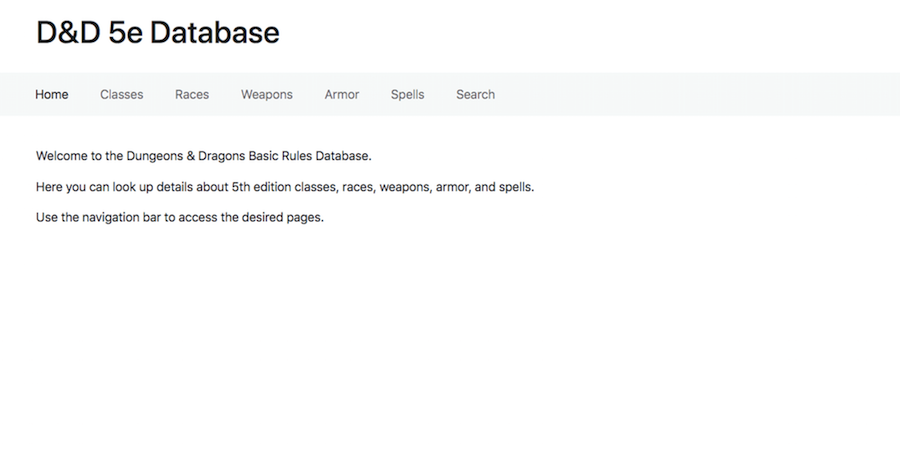 D&D 5e Database
Home Classes Races Weapons Armor Spells Search
Welcome to the Dungeons & Dragons Basic Rules Database.
Here you can look up details about 5th edition classes, races, weapons, armor, and spells.
Use the navigation bar to access the desired pages.